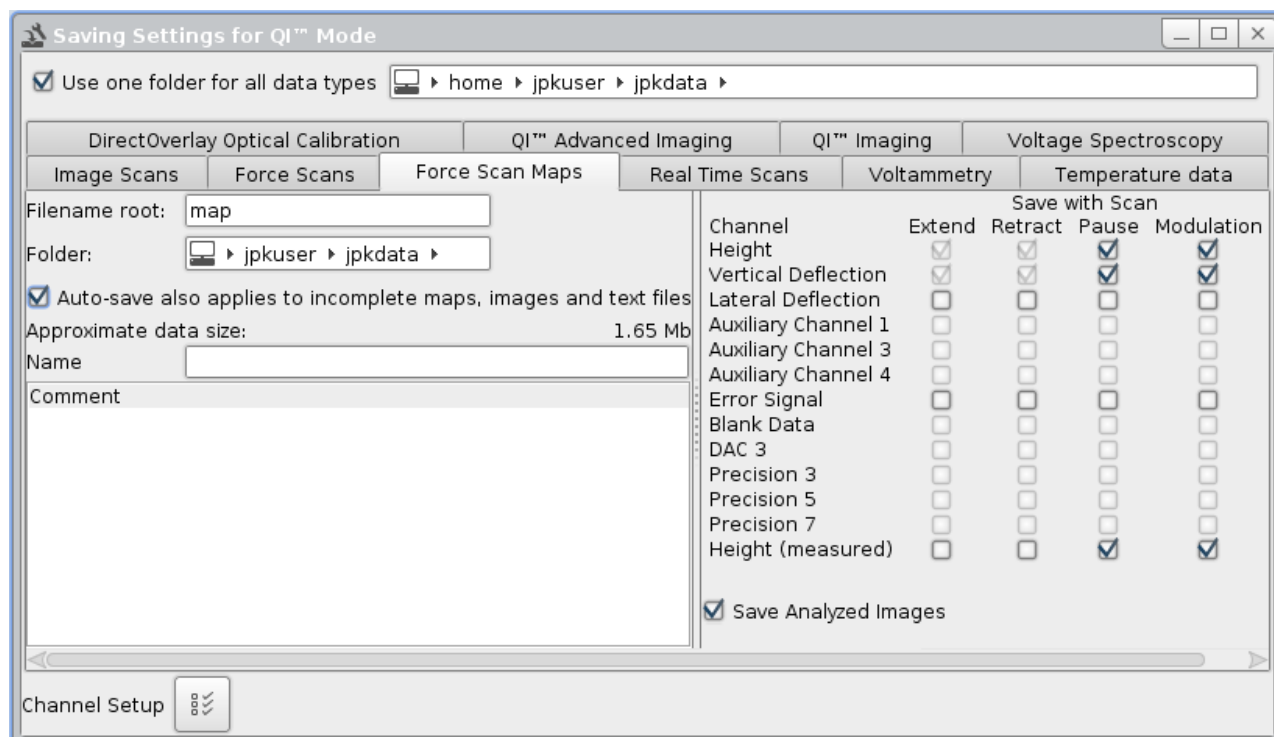 Saving Settings for QI™ Mode
Use one folder for all data types home jpkuser jpkdata
DirectOverlay Optical Calibration QI™ Advanced Imaging QI™ Imaging Voltage Spectroscopy
Image Scans Force Scans Force Scan Maps Real Time Scans Voltammetry Temperature data
Filename root: map
Folder: jpkuser jpkdata
Auto-save also applies to incomplete maps, images and text files
Approximate data size: 1.65 Mb
Name
Comment
Save with Scan
Channel Extend Retract Pause Modulation
Height
Vertical Deflection
Lateral Deflection
Auxiliary Channel 1
Auxiliary Channel 3
Auxiliary Channel 4
Error Signal
Blank Data
DAC 3
Precision 3
Precision 5
Precision 7
Height (measured)
Save Analyzed Images
Channel Setup